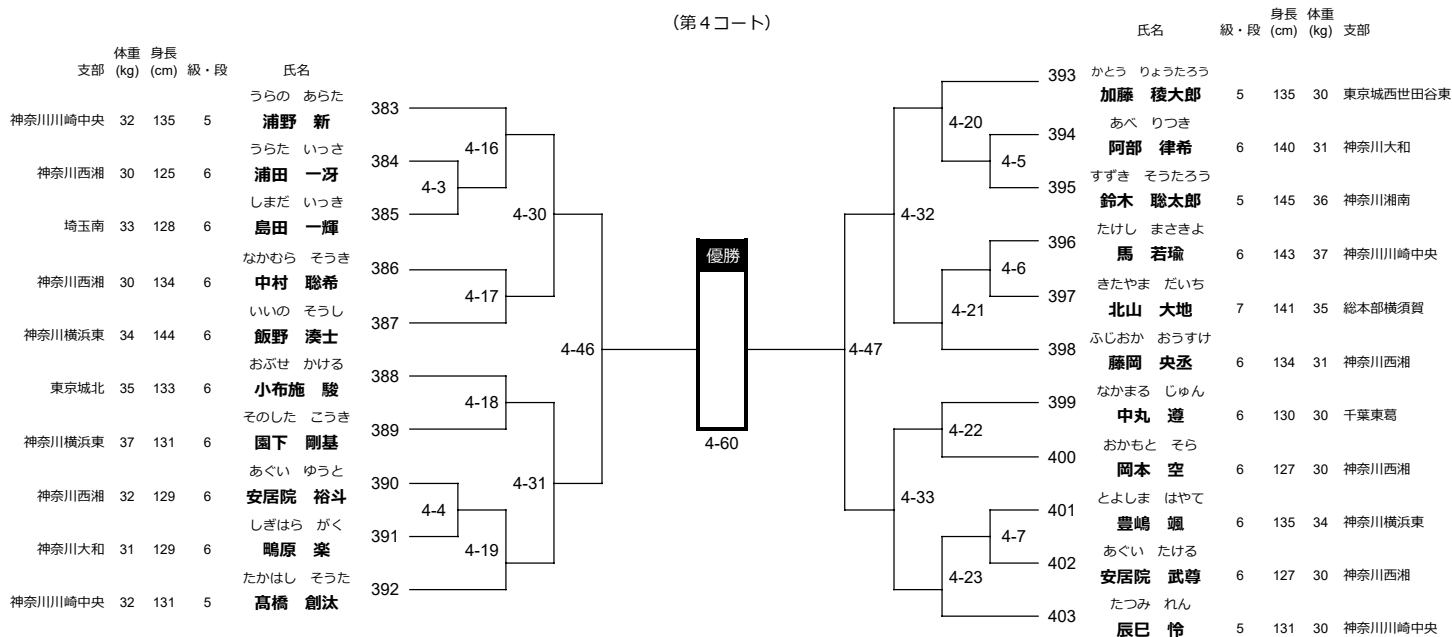 （第４コート）
支部 体重(kg) 身長(cm) 級・段 氏名
うらの　あらた
神奈川川崎中央 32 135 5 浦野　新 383
うらた　いっさ
神奈川西湘 30 125 6 浦田　一冴 384
しまだ　いっき
埼玉南 33 128 6 島田　一輝 385
なかむら　そうき
神奈川西湘 30 134 6 中村　聡希 386
いいの　そうし
神奈川横浜東 34 144 6 飯野　湊士 387
おぶせ　かける
東京城北 35 133 6 小布施　駿 388
そのした　こうき
神奈川横浜東 37 131 6 園下　剛基 389
あぐい　ゆうと
神奈川西湘 32 129 6 安居院　裕斗 390
しぎはら　がく
神奈川大和 31 129 6 鴫原　楽 391
たかはし　そうた
神奈川川崎中央 32 131 5 髙橋　創汰 392
4-16
4-3
4-30
4-17
4-46
4-18
4-31
4-4
4-19
優勝
4-60
氏名 級・段 身長(cm) 体重(kg) 支部
かとう　りょうたろう
393 加藤　稜大郎 5 135 30 東京城西世田谷東
あべ　りつき
394 阿部　律希 6 140 31 神奈川大和
すずき　そうたろう
395 鈴木　聡太郎 5 145 36 神奈川湘南
たけし　まさきよ
396 馬　若瑜 6 143 37 神奈川川崎中央
きたやま　だいち
397 北山　大地 7 141 35 総本部横須賀
ふじおか　おうすけ
398 藤岡　央丞 6 134 31 神奈川西湘
なかまる　じゅん
399 中丸　遵 6 130 30 千葉東葛
おかもと　そら
400 岡本　空 6 127 30 神奈川西湘
とよしま　はやて
401 豊嶋　颯 6 135 34 神奈川横浜東
あぐい　たける
402 安居院　武尊 6 127 30 神奈川西湘
たつみ　れん
403 辰巳　怜 5 131 30 神奈川川崎中央
4-20
4-5
4-32
4-6
4-21
4-47
4-22
4-33
4-7
4-23